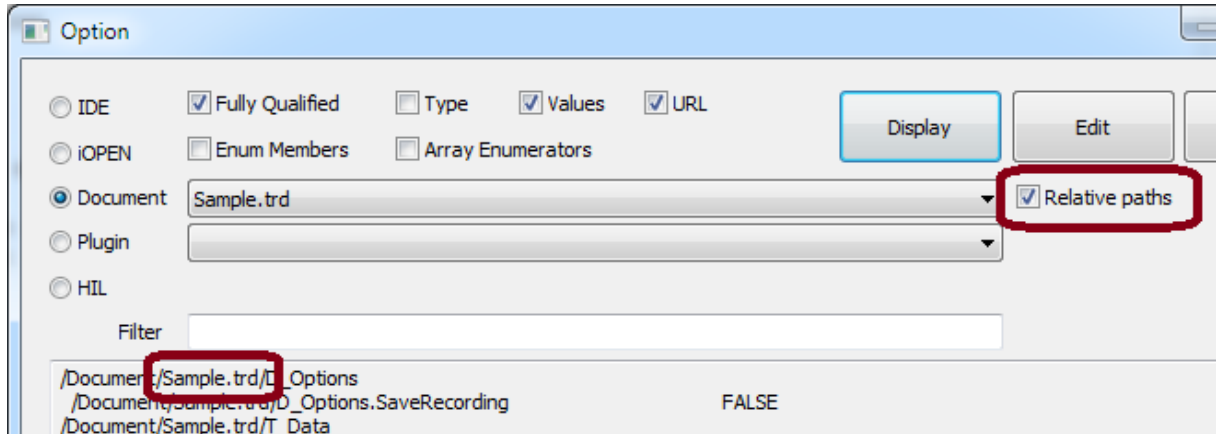 Option
IDE Fully Qualified Type Values URL
Display Edit
iOPEN Enum Members Array Enumerators
Document Sample.trd Relative paths
Plugin
HIL
Filter
/Document/Sample.trd/D_Options
/Document/Sample.trd/D_Options.SaveRecording FALSE
/Document/Sample.trd/T_Data